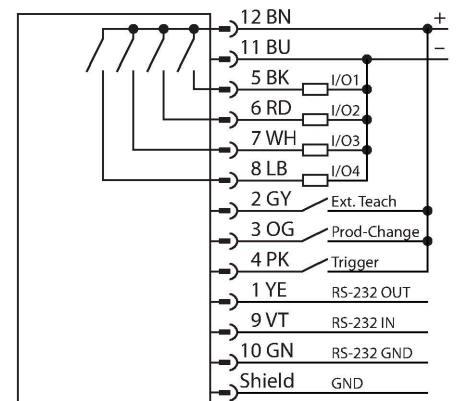 12 BN +
11 BU −
5 BK I/O1
6 RD I/O2
7 WH I/O3
8 LB I/O4
2 GY Ext. Teach
3 OG Prod-Change
4 PK Trigger
1 YE RS-232 OUT
9 VT RS-232 IN
10 GN RS-232 GND
Shield GND